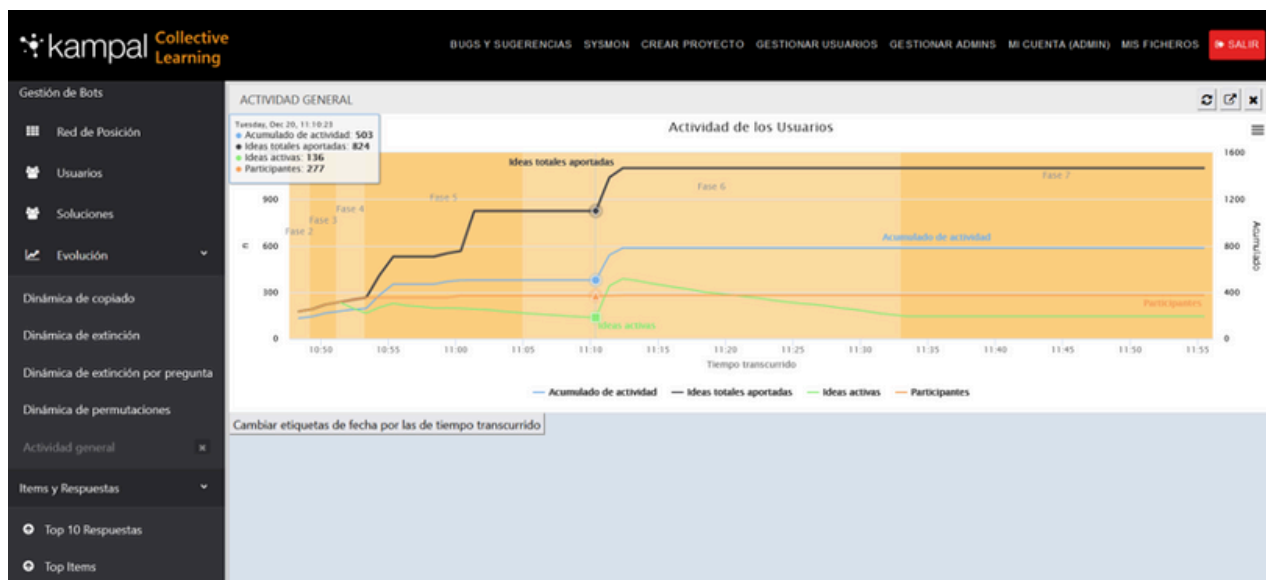 kampal Collective Learning
BUGS Y SUGERENCIAS SYSMON CREAR PROYECTO GESTIONAR USUARIOS GESTIONAR ADMINS MI CUENTA (ADMIN) MIS FICHEROS SALIR
Gestión de Bots
Red de Posición
Usuarios
Soluciones
Evolución
Dinámica de copiado
Dinámica de extinción
Dinámica de extinción por pregunta
Dinámica de permutaciones
Actividad general
Items y Respuestas
Top 10 Respuestas
Top Items
ACTIVIDAD GENERAL
Actividad de los Usuarios
Tuesday, Dec 20, 11:10:23
Acumulado de actividad: 503
Ideas totales aportadas: 824
Ideas activas: 136
Participantes: 277
Ideas totales aportadas
Fase 2
Fase 3
Fase 4
Fase 5
Fase 6
Fase 7
Acumulado de actividad
Participantes
Ideas activas
900
600
300
0
n
1600
1200
800
400
0
Acumulado
10:50 10:55 11:00 11:05 11:10 11:15 11:20 11:25 11:30 11:35 11:40 11:45 11:50 11:55
Tiempo transcurrido
Acumulado de actividad Ideas totales aportadas Ideas activas Participantes
Cambiar etiquetas de fecha por las de tiempo transcurrido